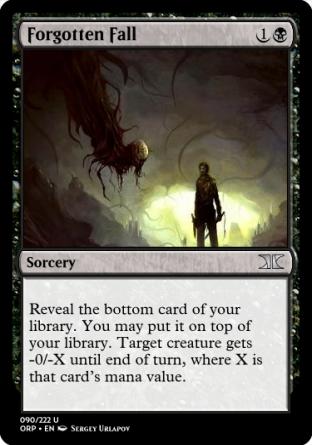 Forgotten Fall 1
Sorcery
Reveal the bottom card of your
library. You may put it on top of
your library. Target creature gets
-0/-X until end of turn, where X is
that card's mana value.
090/222 U
ORP • EN Sergey Urlapov